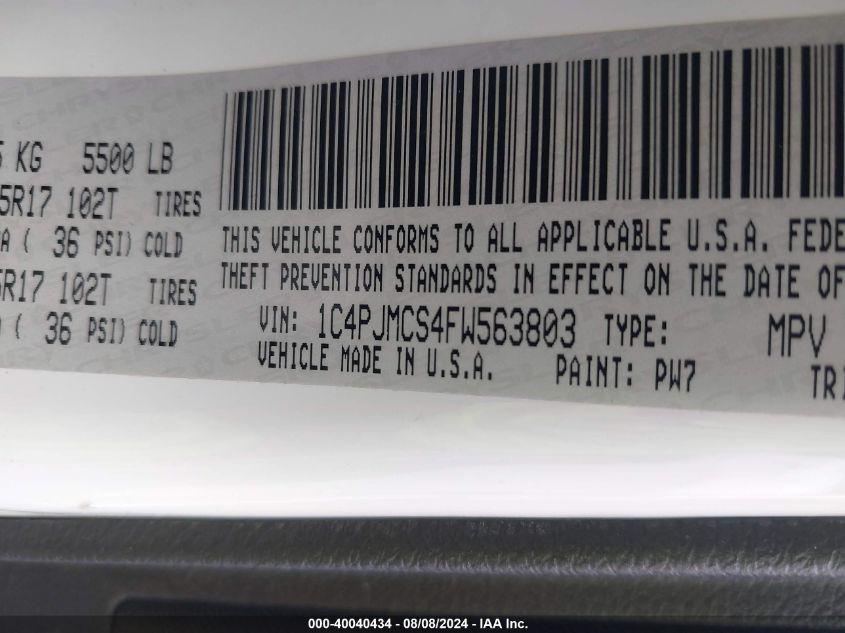 KG 5500 LB
5R17 102T TIRES
( 36 PSI) COLD
R17 102T TIRES
( 36 PSI) COLD
THIS VEHICLE CONFORMS TO ALL APPLICABLE U.S.A. FEDE
THEFT PREVENTION STANDARDS IN EFFECT ON THE DATE OF
VIN: 1C4PJMCS4FW563803 TYPE: MPV
VEHICLE MADE IN U.S.A. PAINT: PW7 TRI
000-40040434 - 08/08/2024 - IAA Inc.